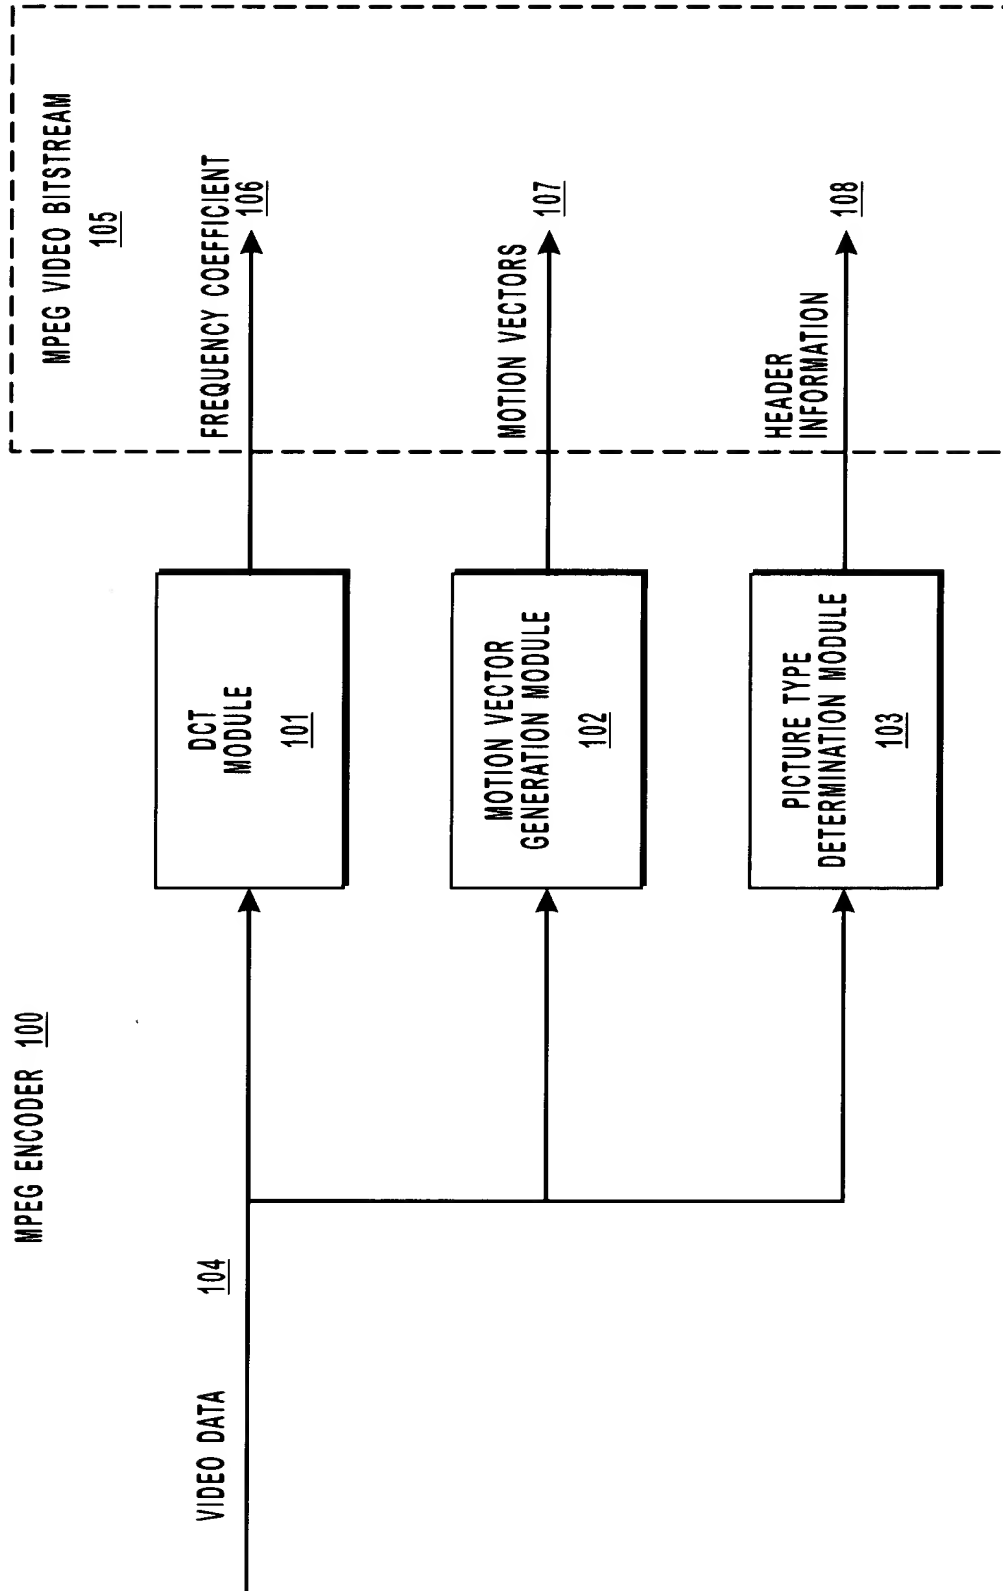 MPEG ENCODER 100
VIDEO DATA
104
DCT
MODULE
101
MOTION VECTOR
GENERATION MODULE
102
PICTURE TYPE
DETERMINATION MODULE
103
MPEG VIDEO BITSTREAM
105
FREQUENCY COEFFICIENT
106
MOTION VECTORS
107
HEADER
INFORMATION
108